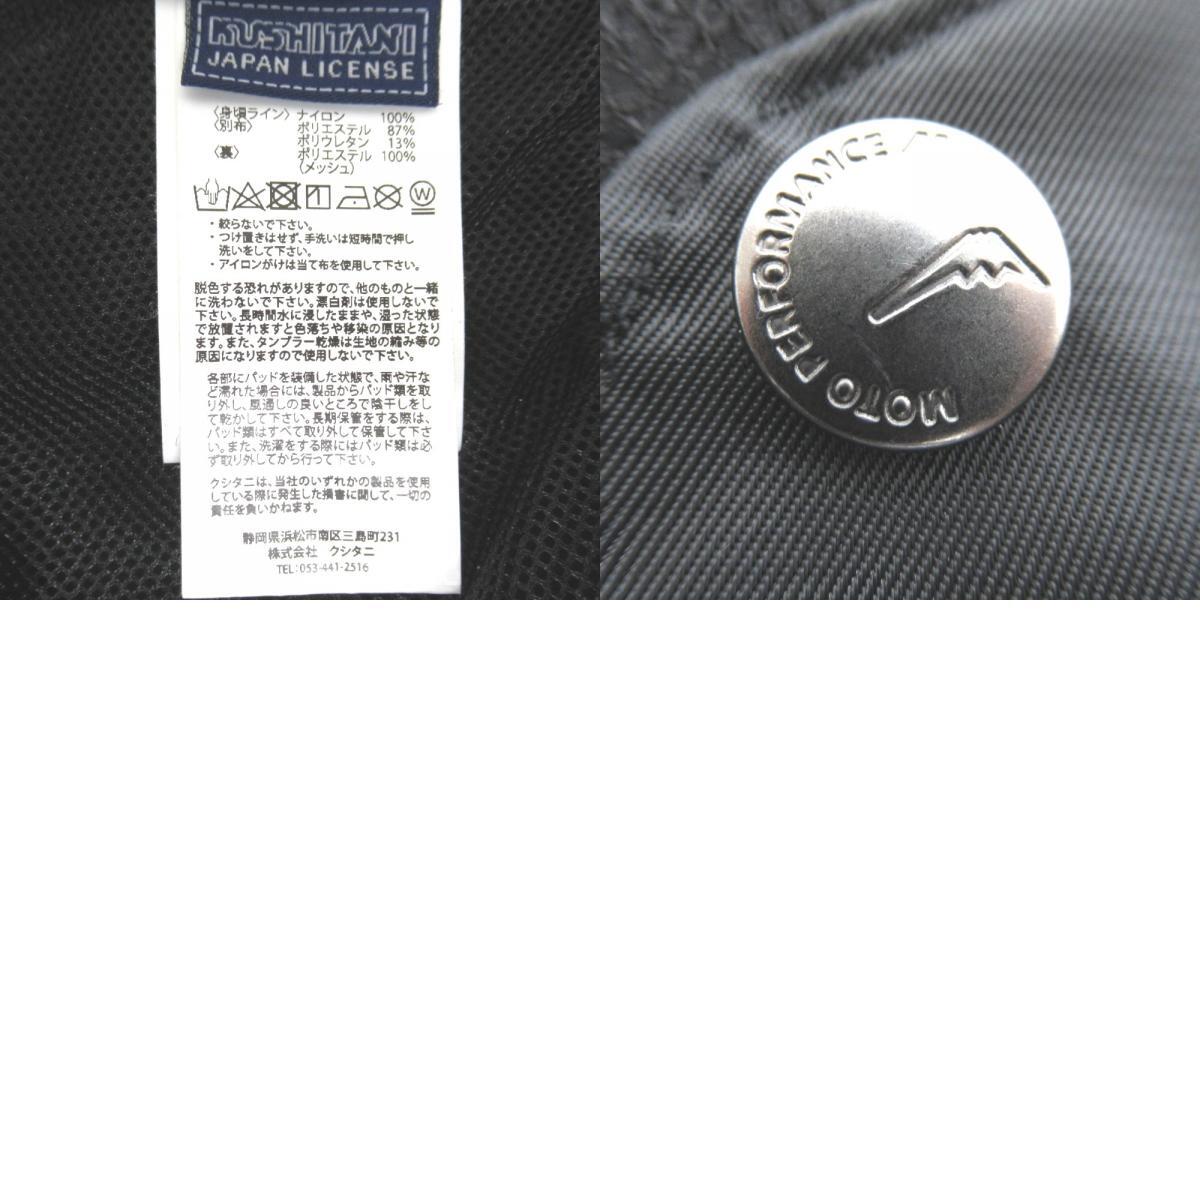 KUSHITANI
JAPAN LICENSE
〈身頃ライン〉 ナイロン 100%
〈別布〉 ポリエステル 87%
ポリウレタン 13%
〈裏〉 ポリエステル 100%
(メッシュ)
W
・絞らないで下さい。
・つけ置きはせず、手洗いは短時間で押し
洗いをして下さい。
・アイロンがけは当て布を使用して下さい。
脱色する恐れがありますので、他のものと一緒
に洗わないで下さい。漂白剤は使用しないで
下さい。長時間水に浸したままや、湿った状態
で放置されますと色落ちや移染の原因となり
ます。また、タンブラー乾燥は生地の縮み等の
原因になりますので使用しないで下さい。
各部にパッドを装備した状態で、雨や汗な
ど濡れた場合には、製品からパッド類を取
り外し、風通しの良いところで陰干しをし
て乾かして下さい。長期保管をする際は、
パッド類はすべて取り外して保管して下さ
い。また、洗濯をする際にはパッド類は必
ず取り外してから行って下さい。
クシタニは、当社のいずれかの製品を使用
している際に発生した損害に関して、一切の
責任を負いかねます。
静岡県浜松市南区三島町231
株式会社 クシタニ
TEL:053-441-2516
MOTO PERFORMANCE